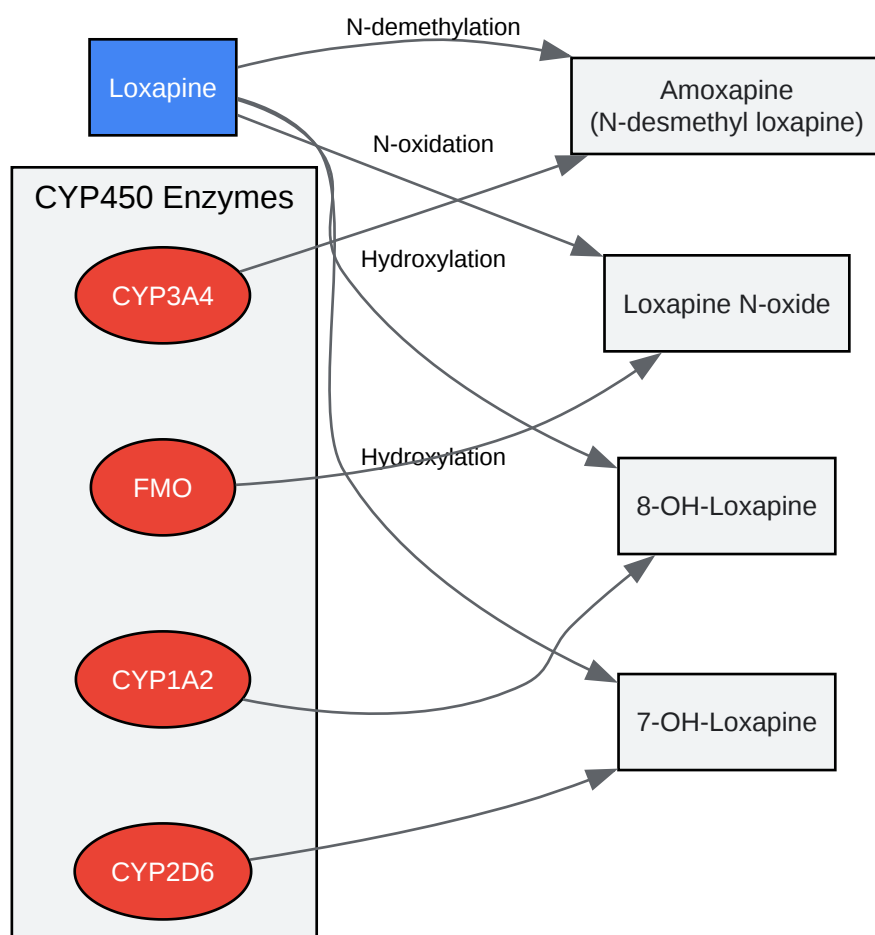 N-demethylation
Loxapine
Amoxapine
(N-desmethyl loxapine)
N-oxidation
CYP450 Enzymes
Hydroxylation
CYP3A4
Loxapine N-oxide
Hydroxylation
FMO
8-OH-Loxapine
CYP1A2
7-OH-Loxapine
CYP2D6